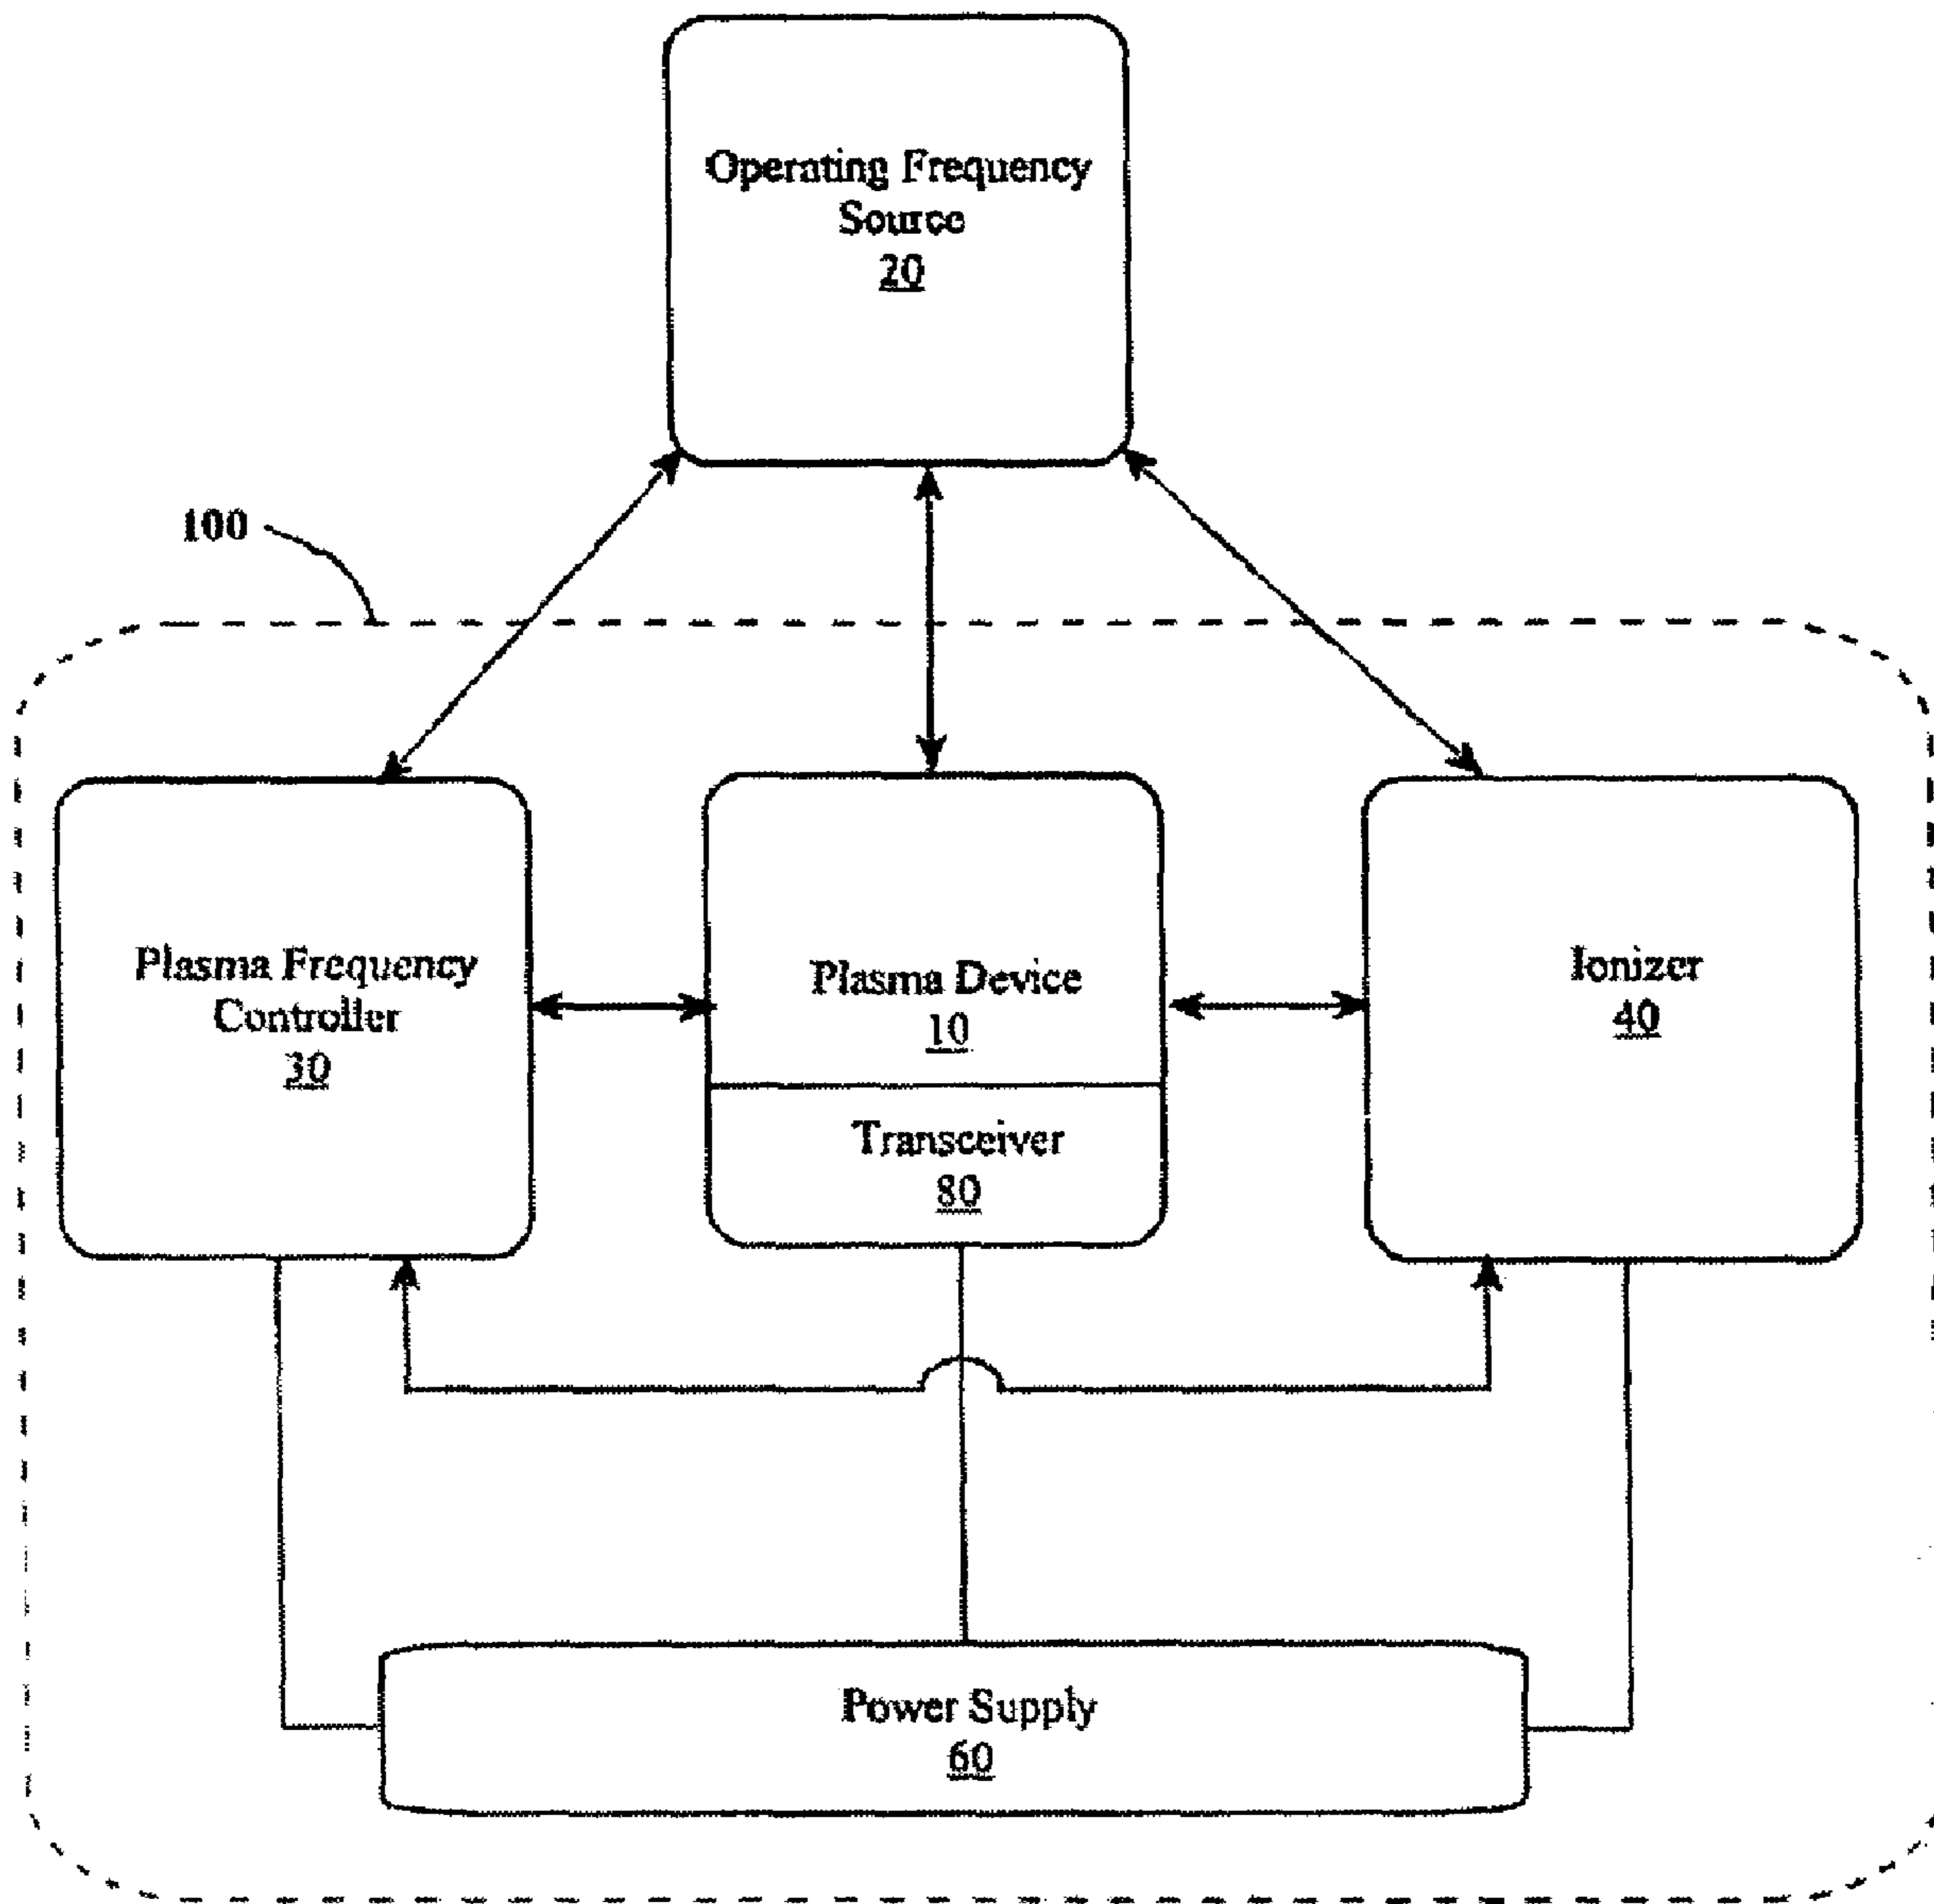 Operating Frequency
Source
20
100
Plasma Frequency
Controller
30
Plasma Device
10
Transceiver
80
Ionizer
40
Power Supply
60